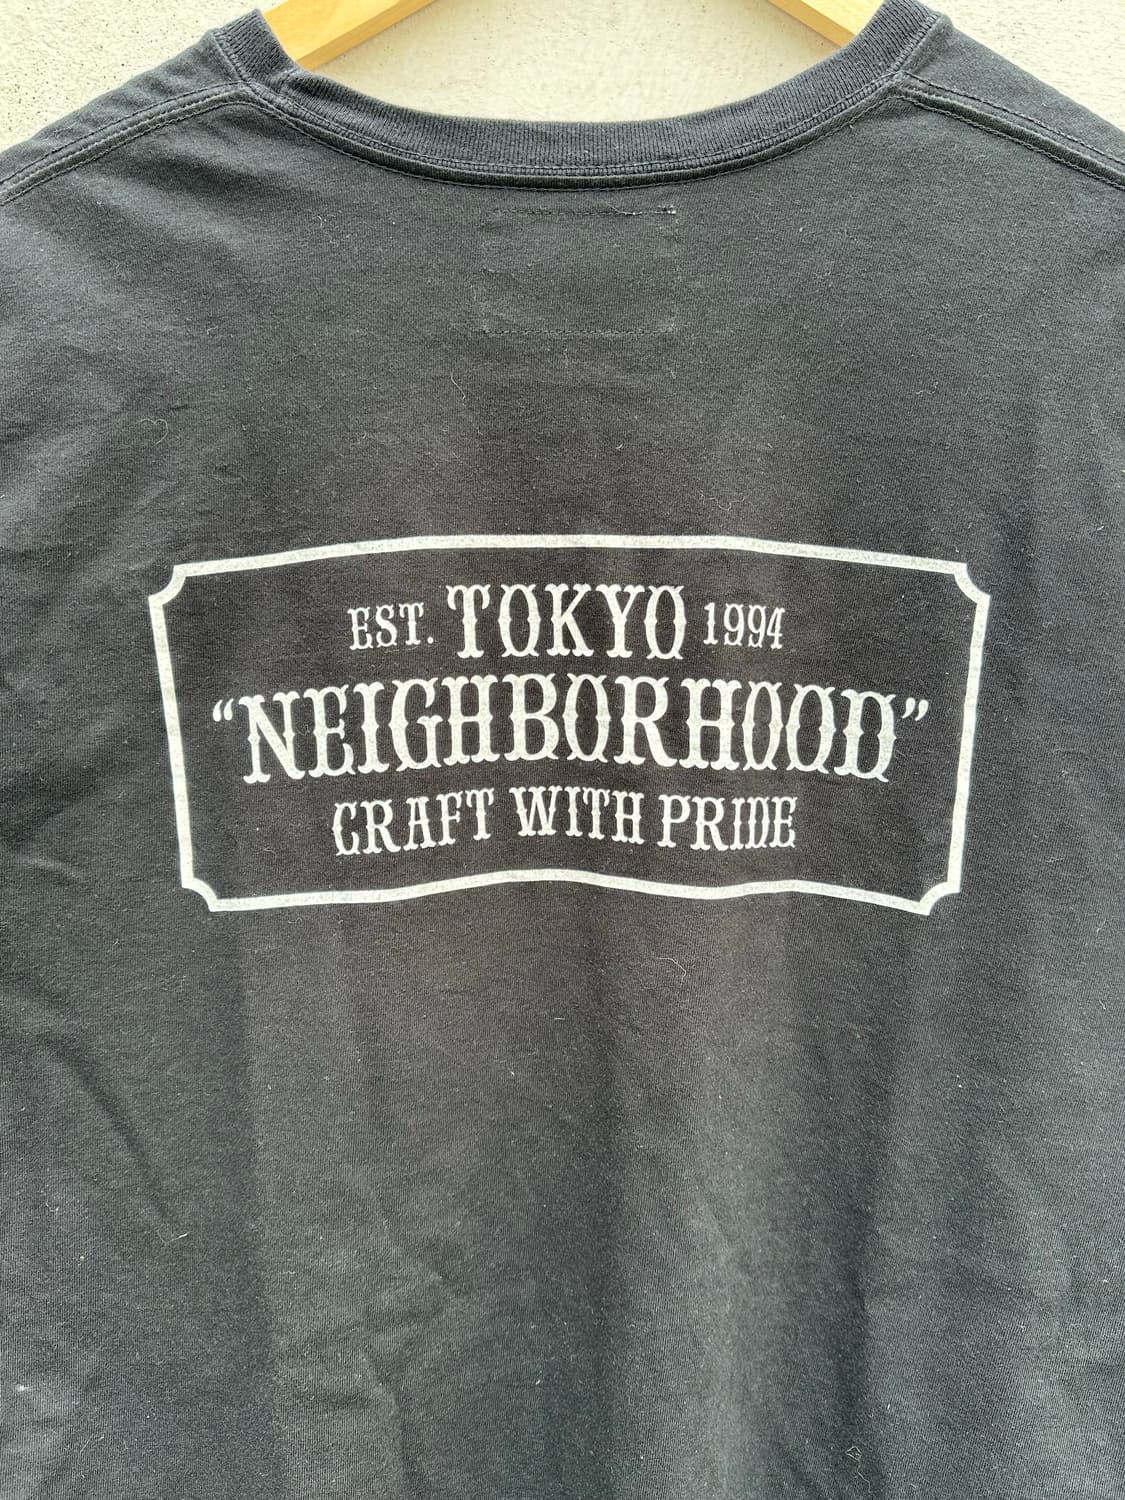 EST. TOKYO 1994
“NEIGHBORHOOD”
CRAFT WITH PRIDE